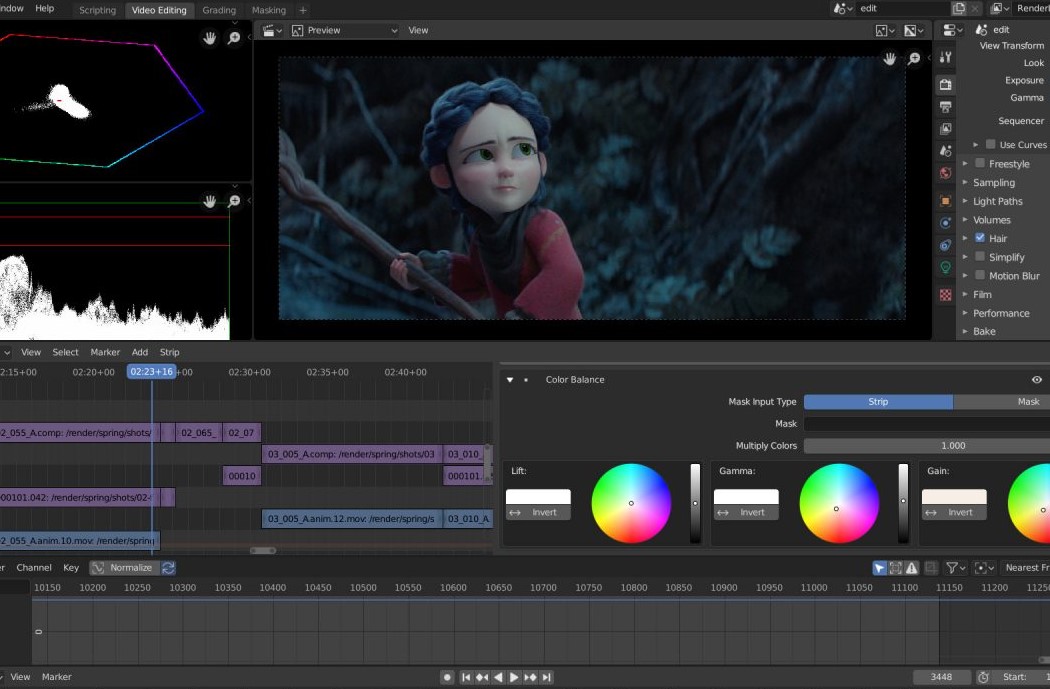 ndow Help Scripting Video Editing Grading Masking + edit Render
Preview View edit
View Transform
Look
Exposure
Gamma
Sequencer
Use Curves
Freestyle
Sampling
Light Paths
Volumes
Hair
Simplify
Motion Blur
Film
Performance
Bake
View Select Marker Add Strip
2:15+00 02:20+00 02:23+16 +00 02:30+00 02:35+00 02:40+00
2_055_A.comp: /render/spring/shots/ 02_065_ 02_07
03_005_A.comp: /render/spring/shots/03 03_010_
00010 000101.
00101.042: /render/spring/shots/02-
03_005_A.anim.12.mov: /render/spring/s 03_010_A.
2_055_A.anim.10.mov: /render/spring
Color Balance
Mask Input Type Strip Mask
Mask
Multiply Colors 1.000
Lift: Gamma: Gain:
Invert Invert Invert
er Channel Key Normalize Nearest Fr
10150 10200 10250 10300 10350 10400 10450 10500 10550 10600 10650 10700 10750 10800 10850 10900 10950 11000 11050 11100 11150 11200 11250
0
View Marker 3448 Start: 1